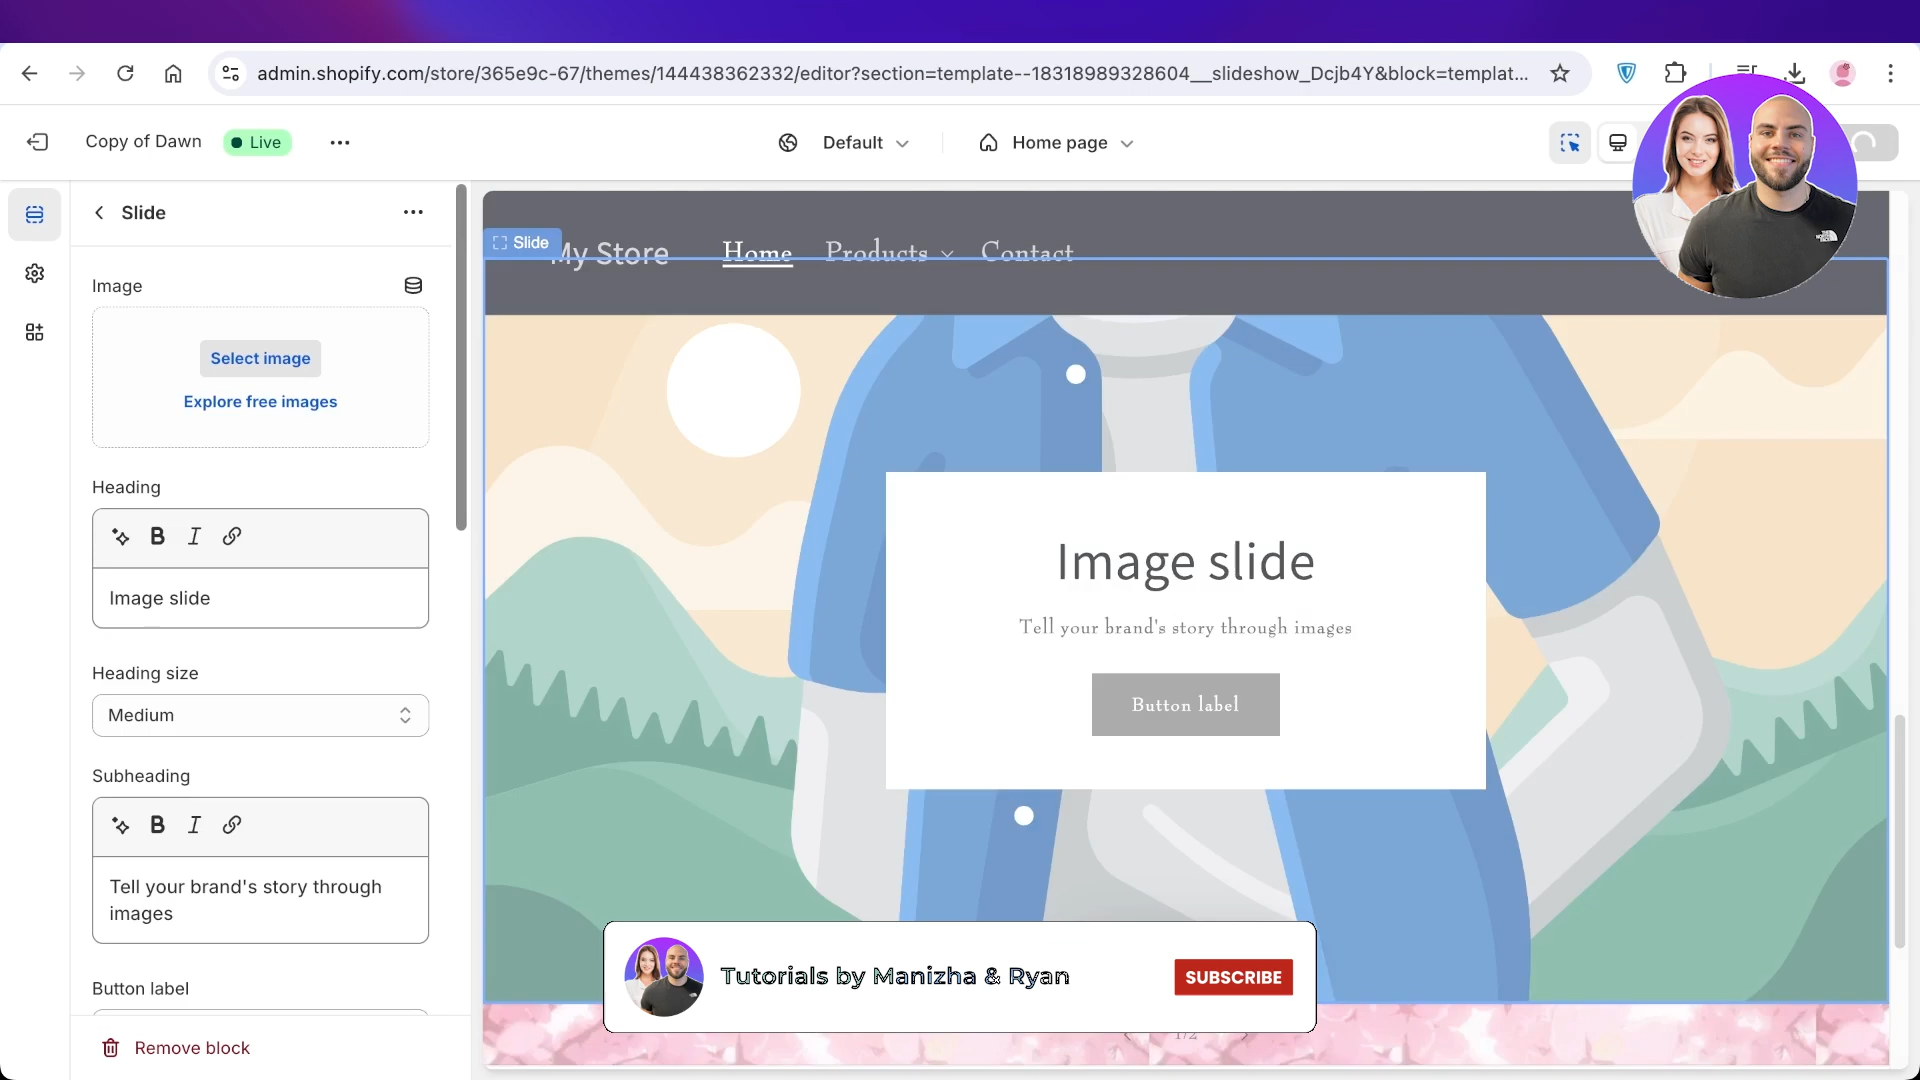 admin.shopify.com/store/365e9c-67/themes/144438362332/editor?section=template--18318989328604__slideshow_Dcjb4Y&block=templat...
Copy of Dawn
Live
Default
Home page
Slide
Image
Select image
Explore free images
Heading
B I
Image slide
Heading size
Medium
Subheading
B I
Tell your brand's story through
images
Button label
Remove block
Slide
My Store
Home
Products
Contact
Image slide
Tell your brand's story through images
Button label
Tutorials by Manizha & Ryan
SUBSCRIBE
1/2